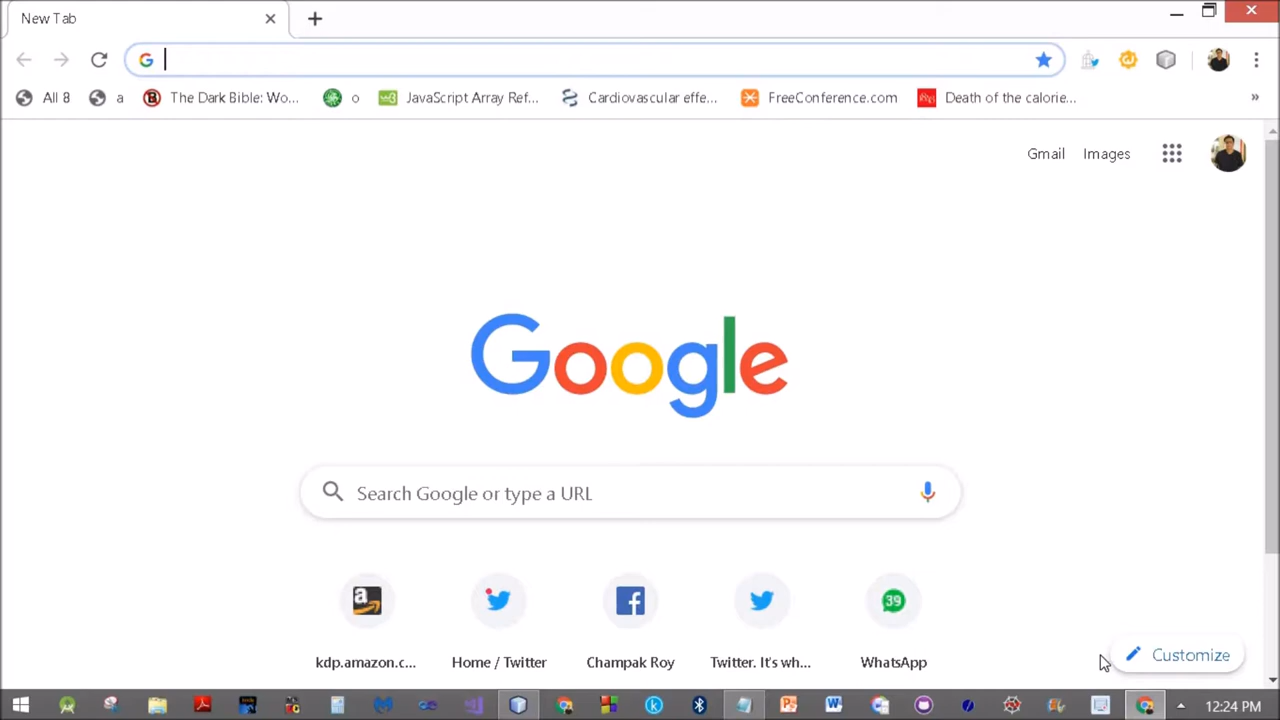 New Tab
All 8 a The Dark Bible: Wo... o JavaScript Array Ref... Cardiovascular effe... FreeConference.com Death of the calorie... »
Gmail Images
Google
Search Google or type a URL
39
kdp.amazon.c... Home / Twitter Champak Roy Twitter. It's wh... WhatsApp
Customize
12:24 PM